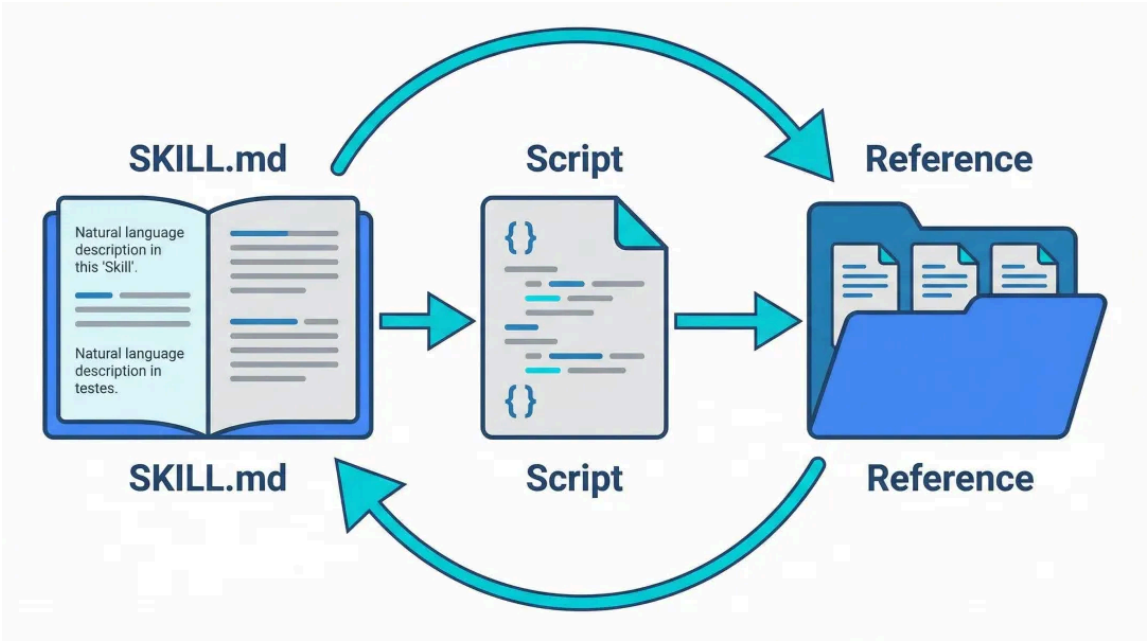 SKILL.md
Script
Reference
Natural language
description in
this 'Skill'.
Natural language
description in
testes.
{}
{}
SKILL.md
Script
Reference